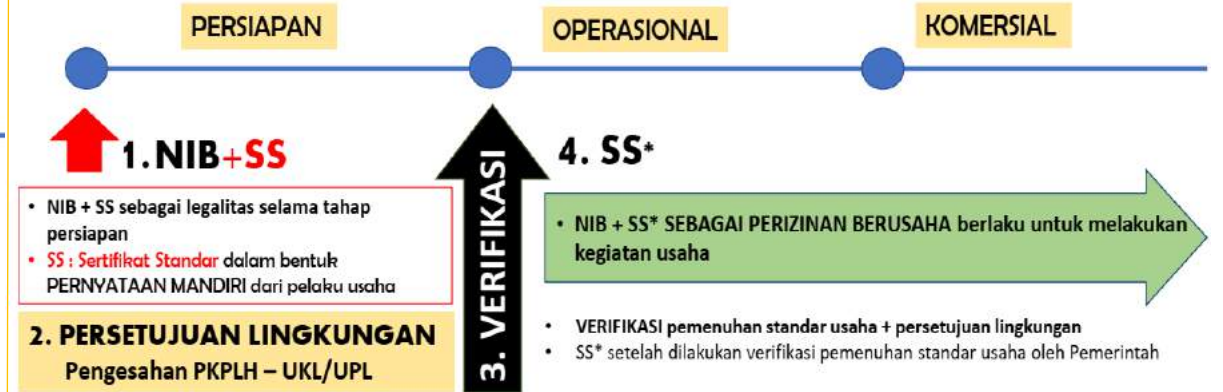 PERSIAPAN
OPERASIONAL
KOMERSIAL
1.NIB+SS
• NIB + SS sebagai legalitas selama tahap
persiapan
• SS : Sertifikat Standar dalam bentuk
PERNYATAAN MANDIRI dari pelaku usaha
2. PERSETUJUAN LINGKUNGAN
Pengesahan PKPLH – UKL/UPL
3. VERIFIKASI
4. SS*
• NIB + SS* SEBAGAI PERIZINAN BERUSAHA berlaku untuk melakukan
kegiatan usaha
• VERIFIKASI pemenuhan standar usaha + persetujuan lingkungan
• SS* setelah dilakukan verifikasi pemenuhan standar usaha oleh Pemerintah